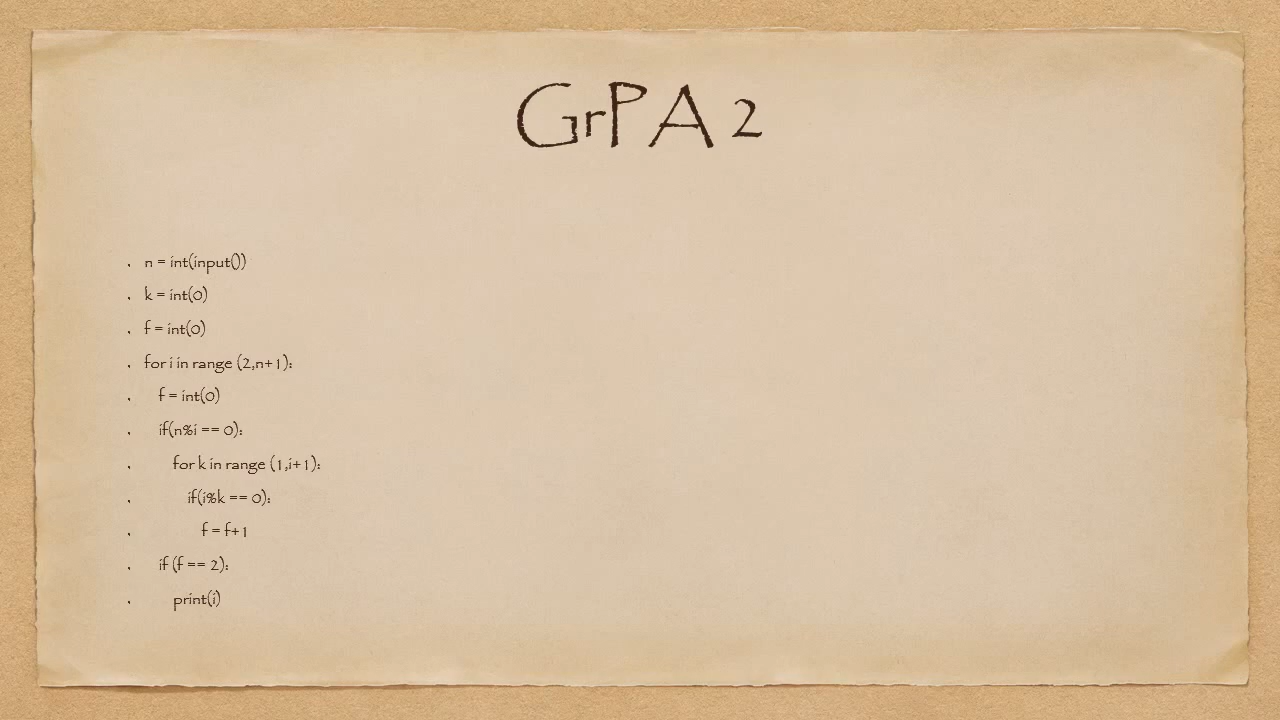 GrPA 2
• n = int(input())
• k = int(0)
• f = int(0)
• for i in range (2,n+1):
•    f = int(0)
•    if(n%i == 0):
•       for k in range (1,i+1):
•          if(i%k == 0):
•             f = f+1
•    if (f == 2):
•       print(i)